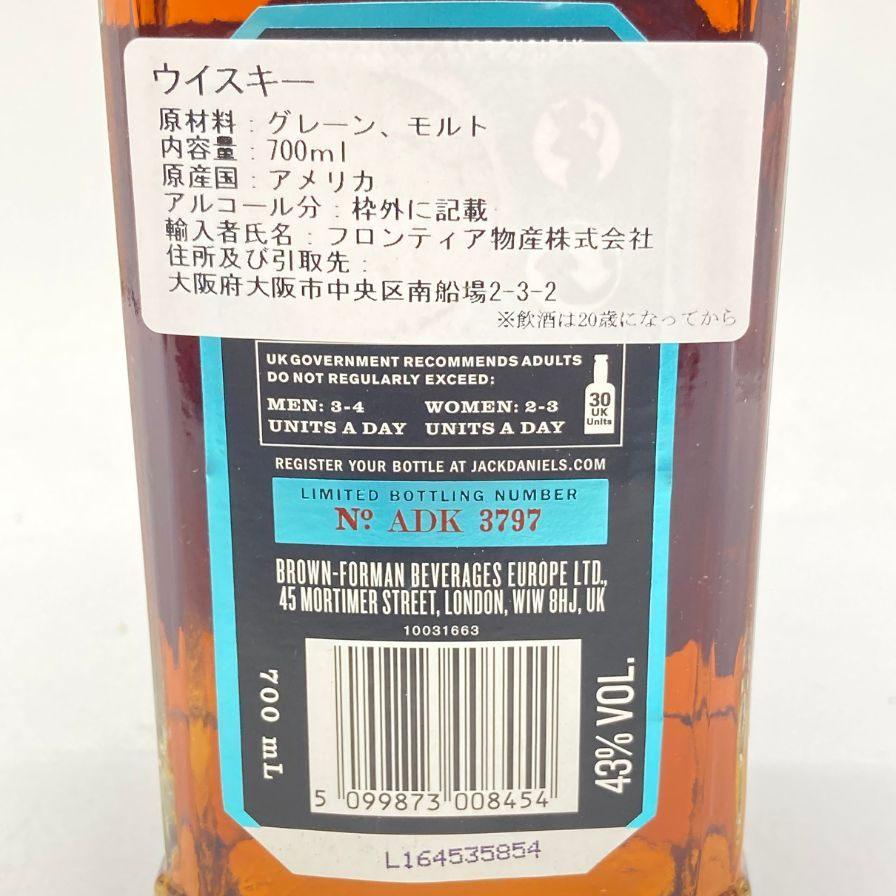 ウイスキー
原材料：グレーン、モルト
内容量：700ml
原産国：アメリカ
アルコール分：枠外に記載
輸入者氏名：フロンティア物産株式会社
住所及び引取先：
大阪府大阪市中央区南船場2-3-2
※飲酒は20歳になってから
UK GOVERNMENT RECOMMENDS ADULTS
DO NOT REGULARLY EXCEED:
MEN: 3-4 WOMEN: 2-3
UNITS A DAY UNITS A DAY
30
UK
Units
REGISTER YOUR BOTTLE AT JACKDANIELS.COM
LIMITED BOTTLING NUMBER
Nº ADK 3797
BROWN-FORMAN BEVERAGES EUROPE LTD.,
45 MORTIMER STREET, LONDON, W1W 8HJ, UK
10031663
700 mL
43% VOL.
5 099873 008454
L164535854